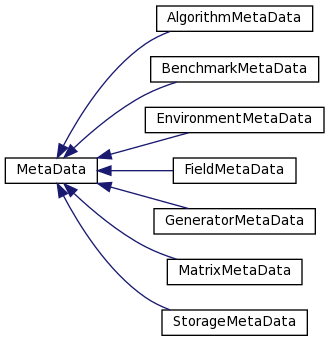 AlgorithmMetaData
BenchmarkMetaData
EnvironmentMetaData
MetaData
FieldMetaData
GeneratorMetaData
MatrixMetaData
StorageMetaData